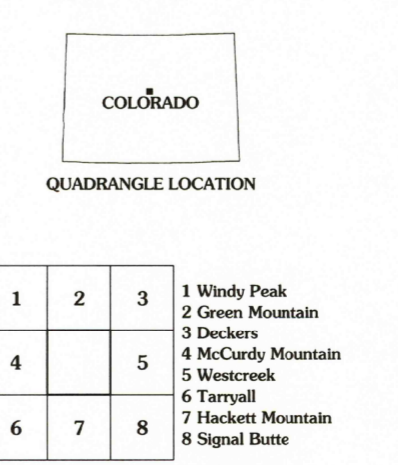 COLORADO
QUADRANGLE LOCATION
1 2 3
4 5
6 7 8
1 Windy Peak
2 Green Mountain
3 Deckers
4 McCurdy Mountain
5 Westcreek
6 Tarryall
7 Hackett Mountain
8 Signal Butte